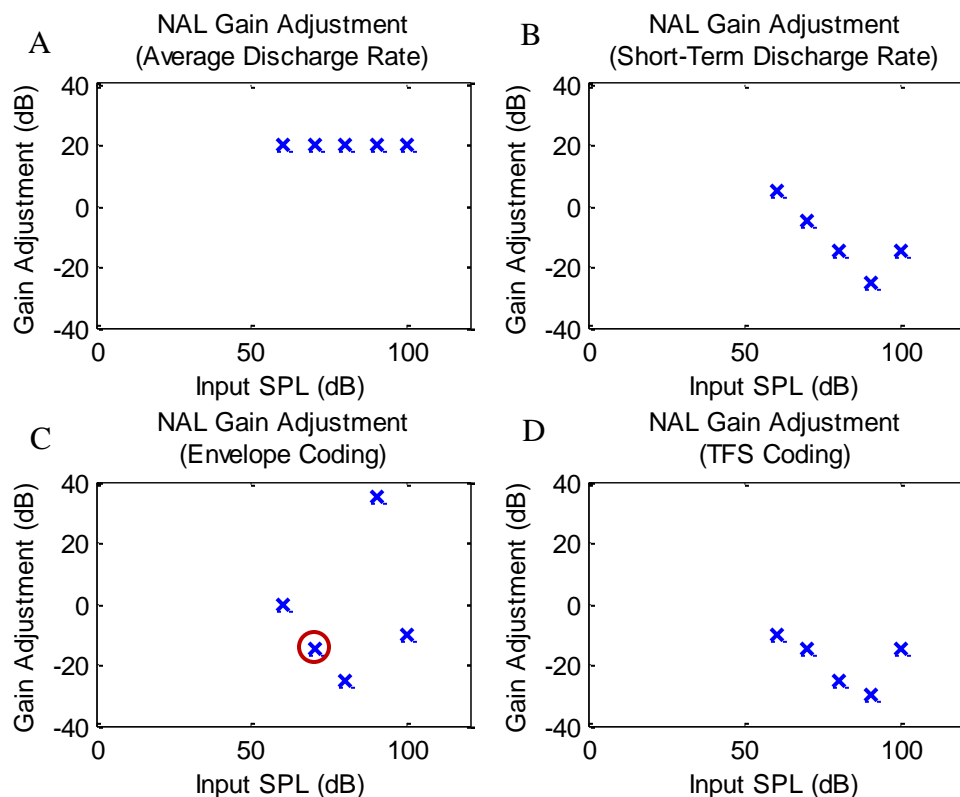 A
NAL Gain Adjustment
(Average Discharge Rate)
Gain Adjustment (dB)
40
20
0
-20
-40
0
50
100
Input SPL (dB)
B
NAL Gain Adjustment
(Short-Term Discharge Rate)
Gain Adjustment (dB)
40
20
0
-20
-40
0
50
100
Input SPL (dB)
C
NAL Gain Adjustment
(Envelope Coding)
Gain Adjustment (dB)
40
20
0
-20
-40
0
50
100
Input SPL (dB)
D
NAL Gain Adjustment
(TFS Coding)
Gain Adjustment (dB)
40
20
0
-20
-40
0
50
100
Input SPL (dB)